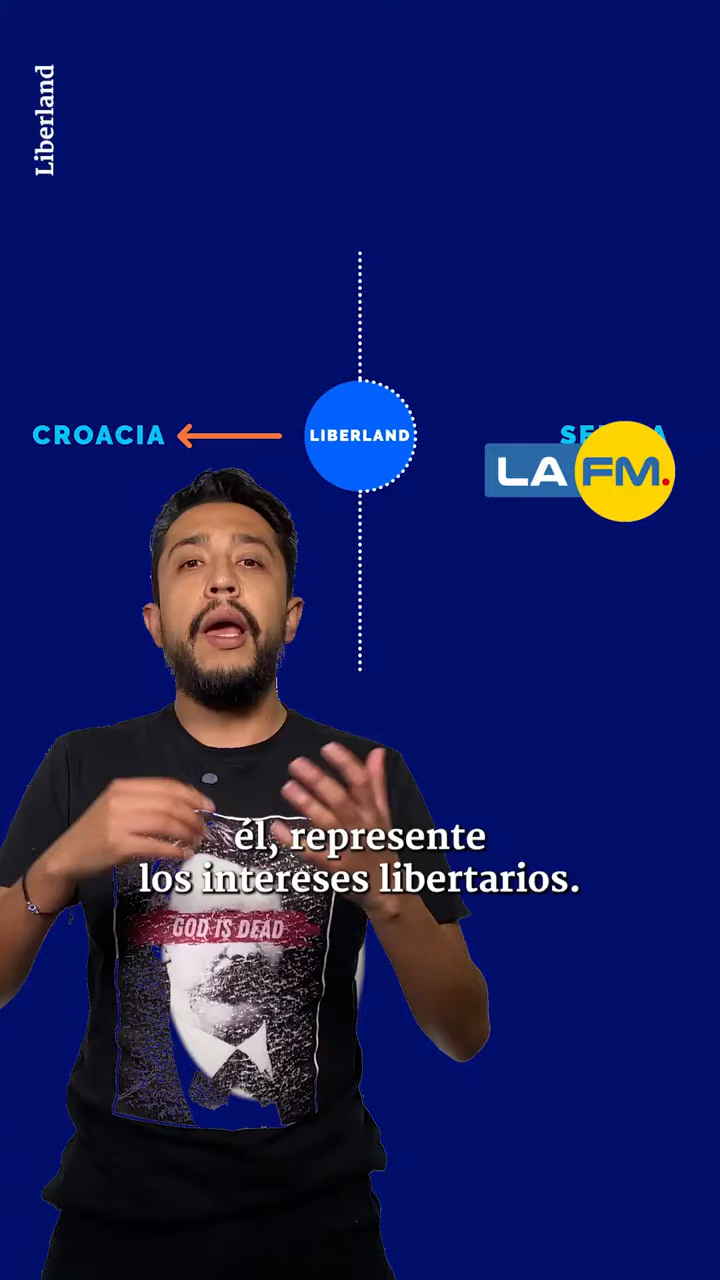 Liberland
CROACIA
LIBERLAND
LA FM.
él, represente
los intereses libertarios.
GOD IS DEAD